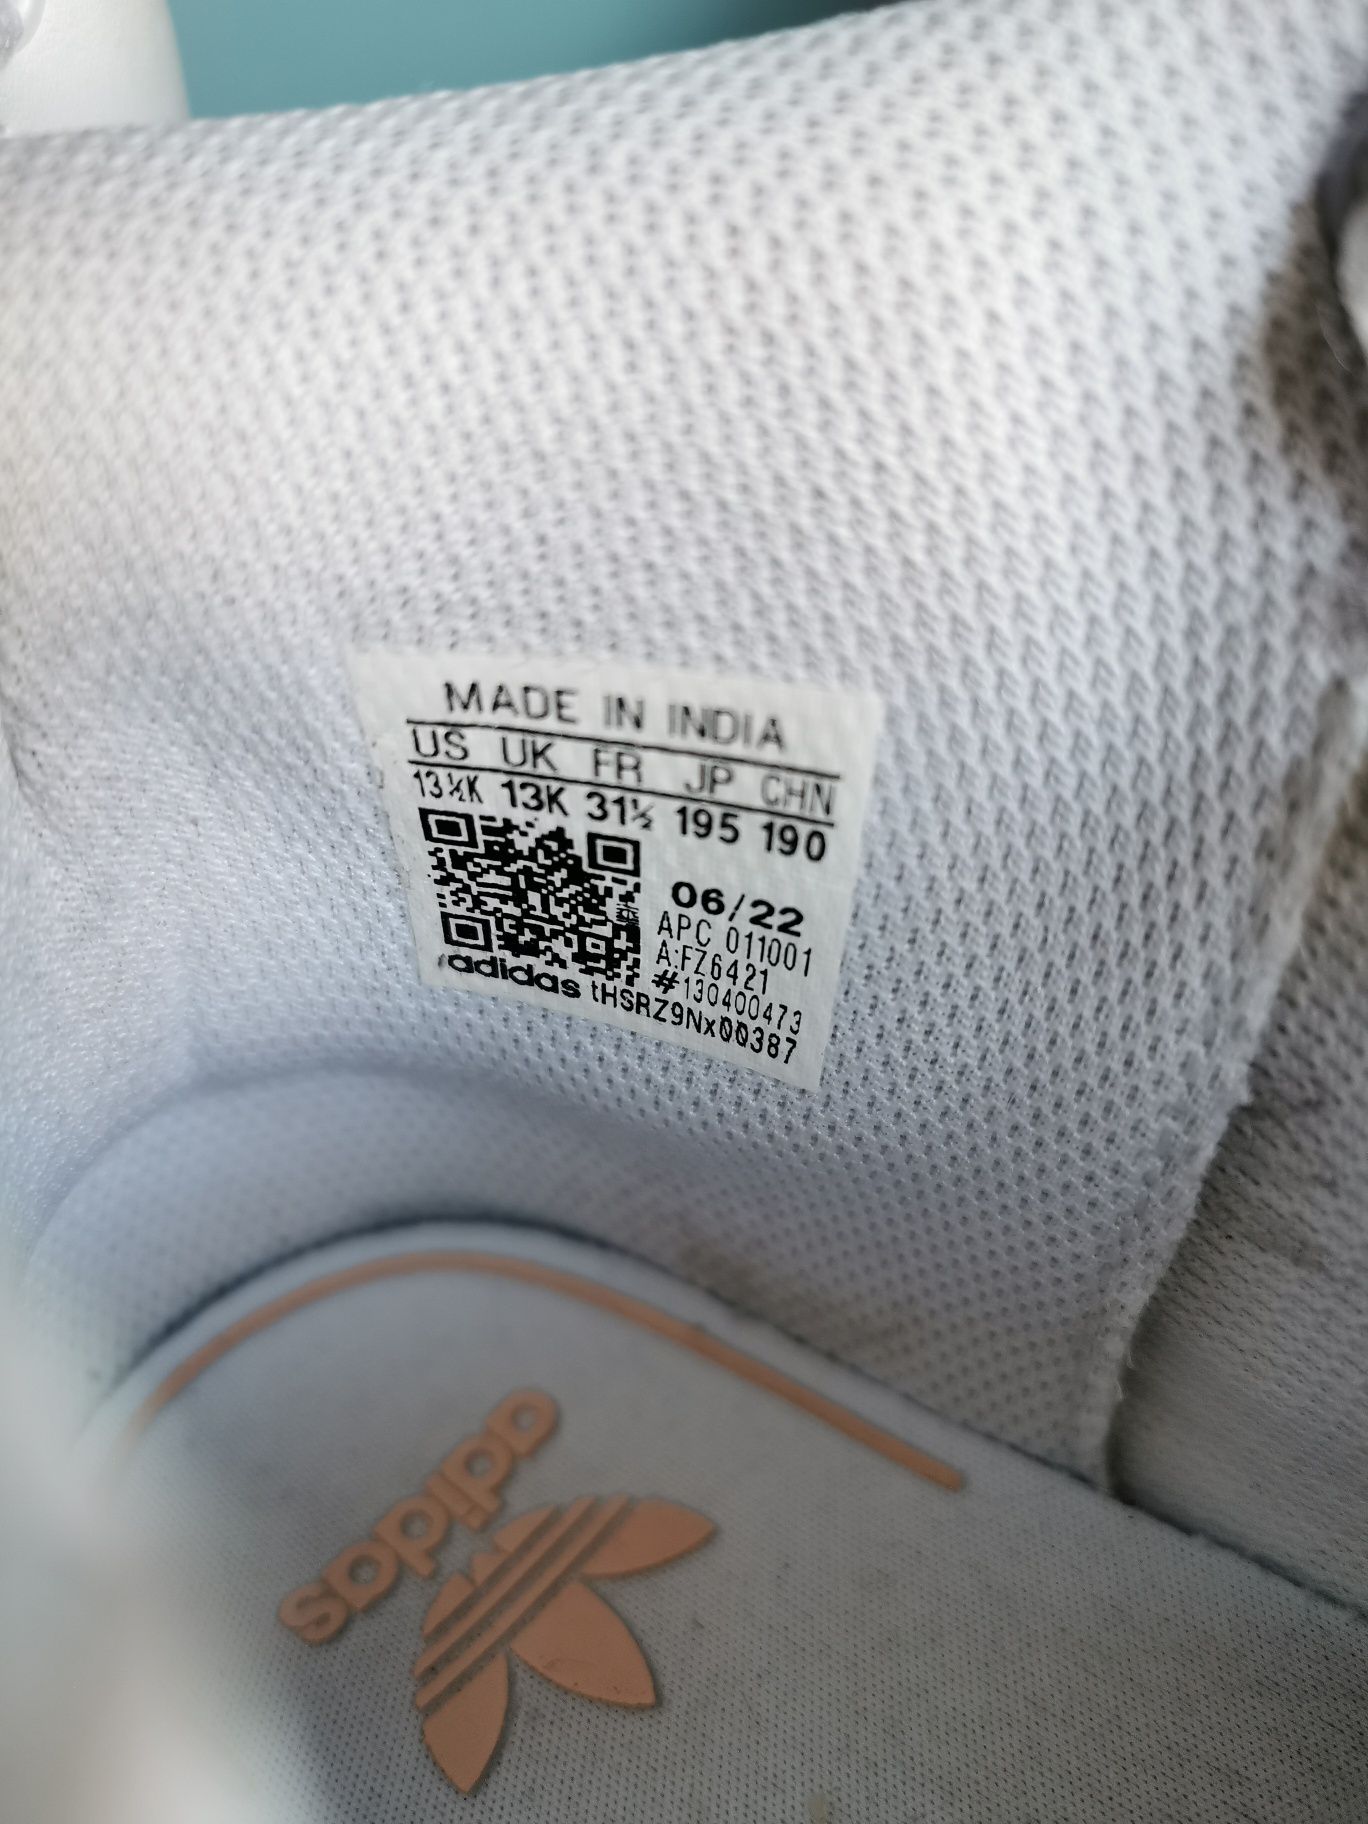 MADE IN INDIA
US UK FR JP CHN
13½K 13K 31½ 195 190
06/22
APC 011001
A:FZ6421
#130400473
adidas tHSRZ9Nx00387
adidas